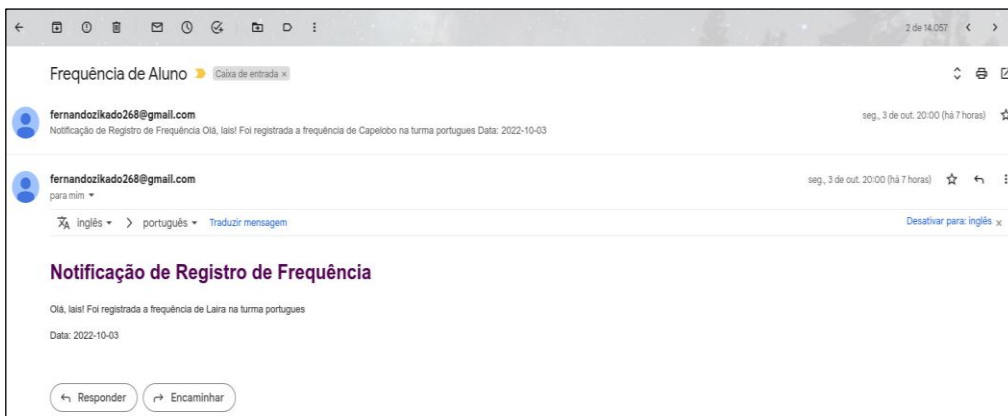 2 de 14.057
Frequência de Aluno Caixa de entrada ×
fernandozikado268@gmail.com seg., 3 de out. 20:00 (há 7 horas)
Notificação de Registro de Frequência Olá, lais! Foi registrada a frequência de Capelobo na turma portugues Data: 2022-10-03
fernandozikado268@gmail.com seg., 3 de out. 20:00 (há 7 horas)
para mim
inglês > português Traduzir mensagem Desativar para: inglês ×
Notificação de Registro de Frequência
Olá, lais! Foi registrada a frequência de Laira na turma portugues
Data: 2022-10-03
Responder Encaminhar